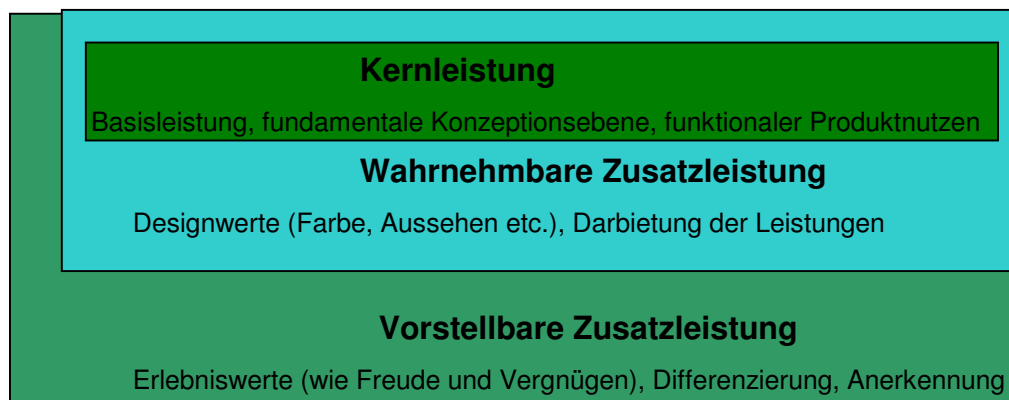 Kernleistung
Basisleistung, fundamentale Konzeptionsebene, funktionaler Produktnutzen
Wahrnehmbare Zusatzleistung
Designwerte (Farbe, Aussehen etc.), Darbietung der Leistungen
Vorstellbare Zusatzleistung
Erlebniswerte (wie Freude und Vergnügen), Differenzierung, Anerkennung